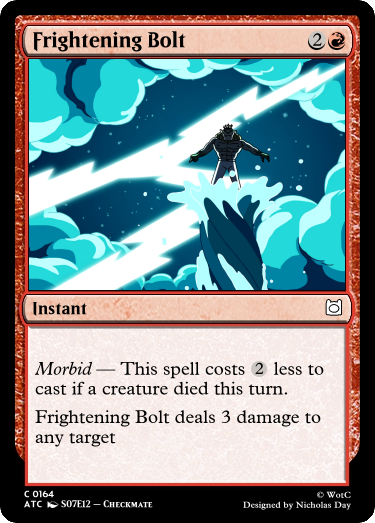 Frightening Bolt 2
Instant
Morbid — This spell costs 2 less to
cast if a creature died this turn.
Frightening Bolt deals 3 damage to
any target
C 0164
© WotC
ATC S07E12 — Checkmate
Designed by Nicholas Day